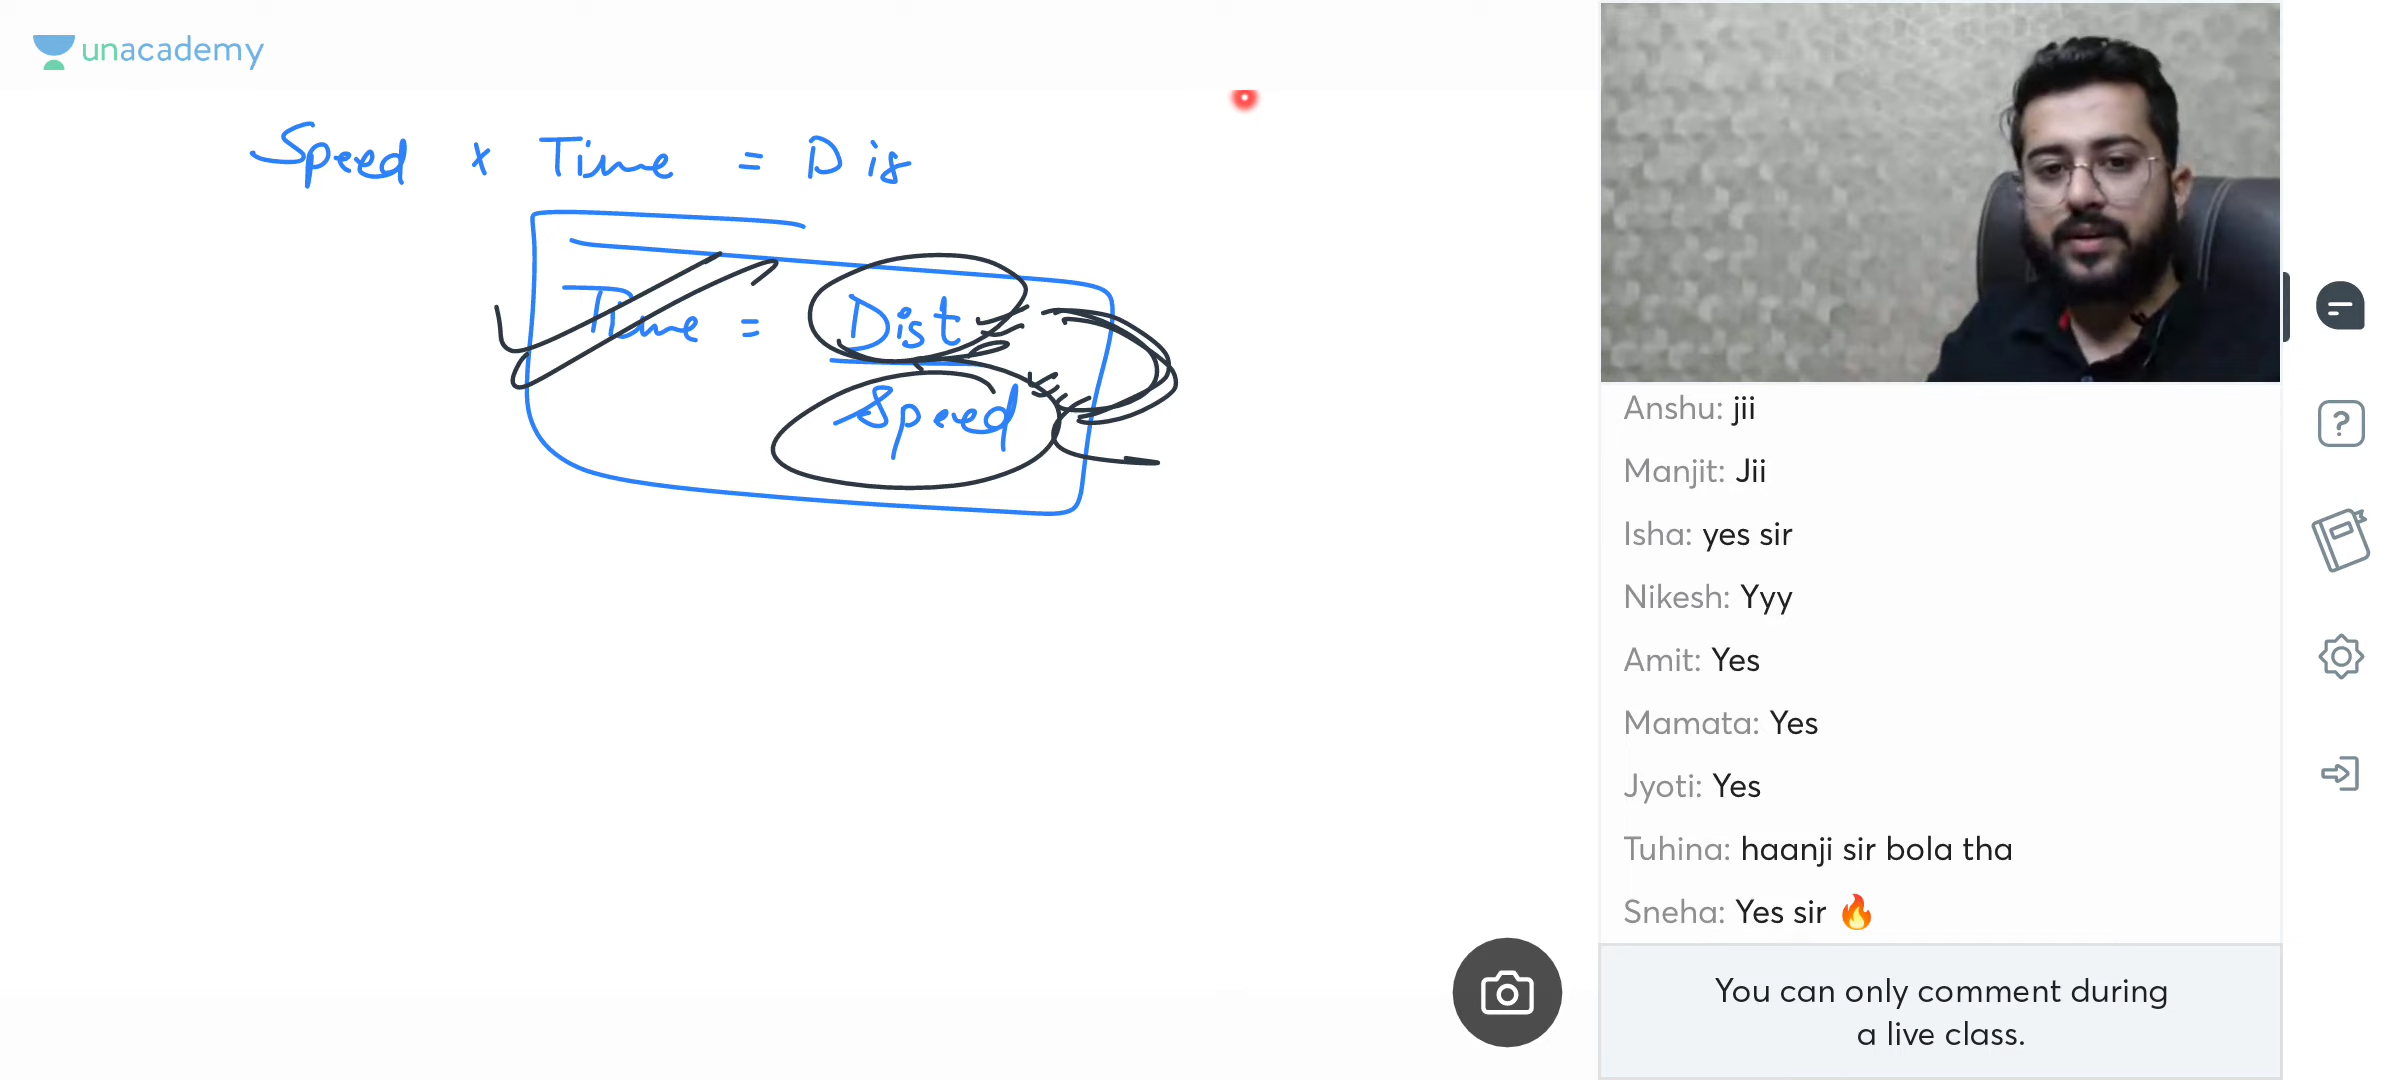 unacademy
Speed x Time = Dis
Time = Dist
Speed
Anshu: jii
Manjit: Jii
Isha: yes sir
Nikesh: Yyy
Amit: Yes
Mamata: Yes
Jyoti: Yes
Tuhina: haanji sir bola tha
Sneha: Yes sir 🔥
You can only comment during
a live class.
?